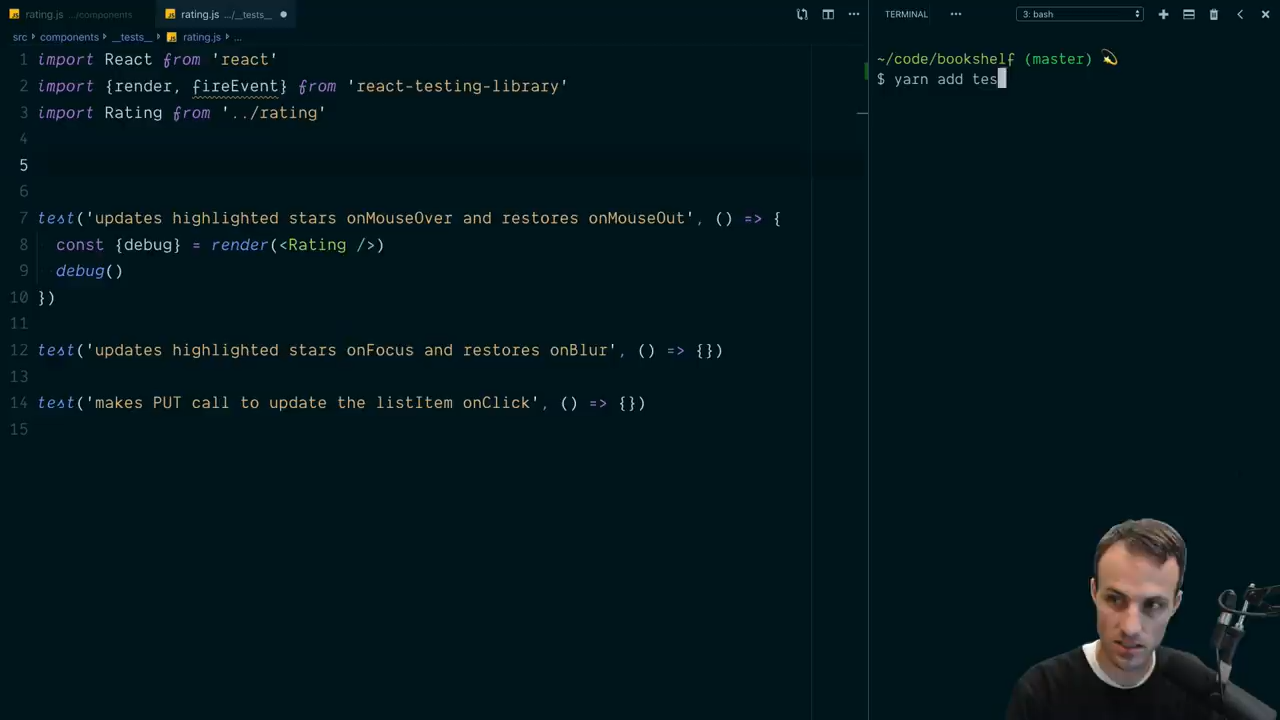 rating.js .../components
rating.js .../__tests__
src > components > __tests__ > rating.js > ...
1 import React from 'react'
2 import {render, fireEvent} from 'react-testing-library'
3 import Rating from '../rating'
4
5
6
7 test('updates highlighted stars onMouseOver and restores onMouseOut', () => {
8 const {debug} = render(<Rating />)
9 debug()
10 })
11
12 test('updates highlighted stars onFocus and restores onBlur', () => {})
13
14 test('makes PUT call to update the listItem onClick', () => {})
15
TERMINAL ... 3: bash
~/code/bookshelf (master)
$ yarn add tes